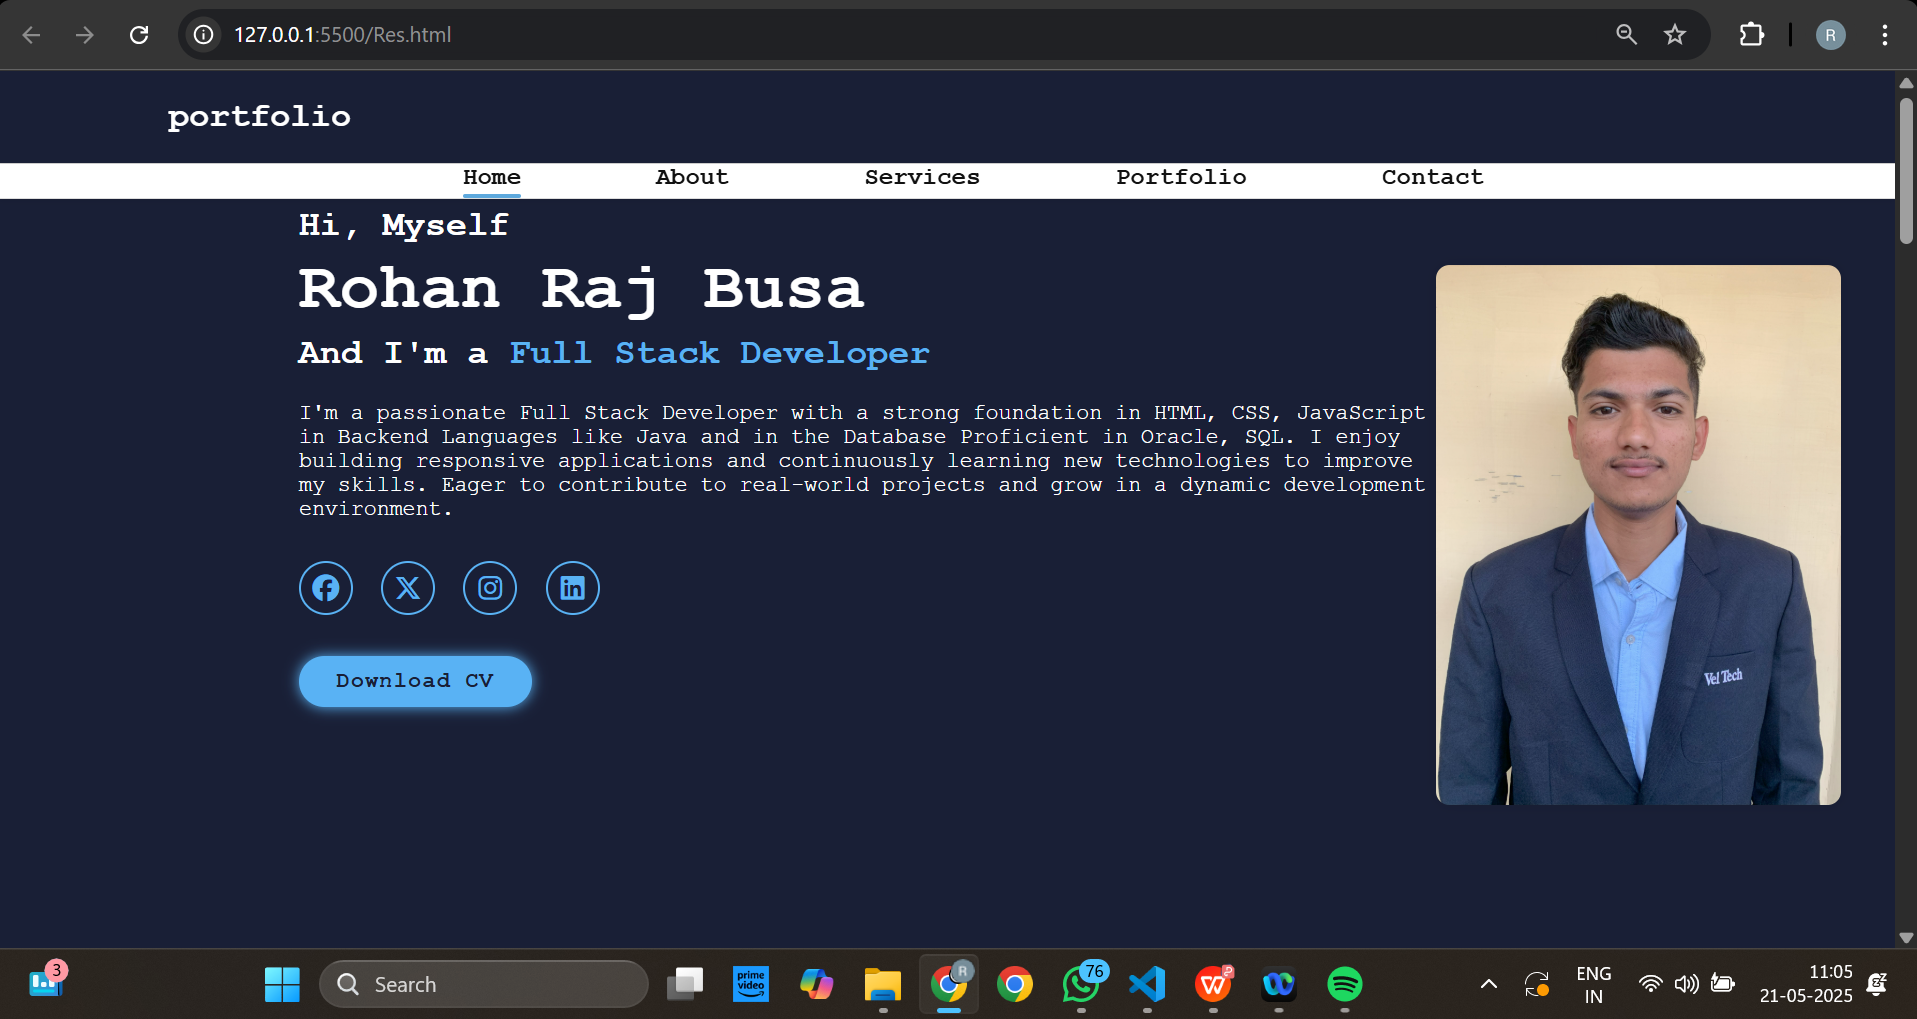 127.0.0.1:5500/Res.html
R
portfolio
Home About Services Portfolio Contact
Hi, Myself
Rohan Raj Busa
And I'm a Full Stack Developer
I'm a passionate Full Stack Developer with a strong foundation in HTML, CSS, JavaScript
in Backend Languages like Java and in the Database Proficient in Oracle, SQL. I enjoy
building responsive applications and continuously learning new technologies to improve
my skills. Eager to contribute to real-world projects and grow in a dynamic development
environment.
Download CV
Vel Tech
3
Search
prime
video
R
76
ENG
IN
11:05
21-05-2025